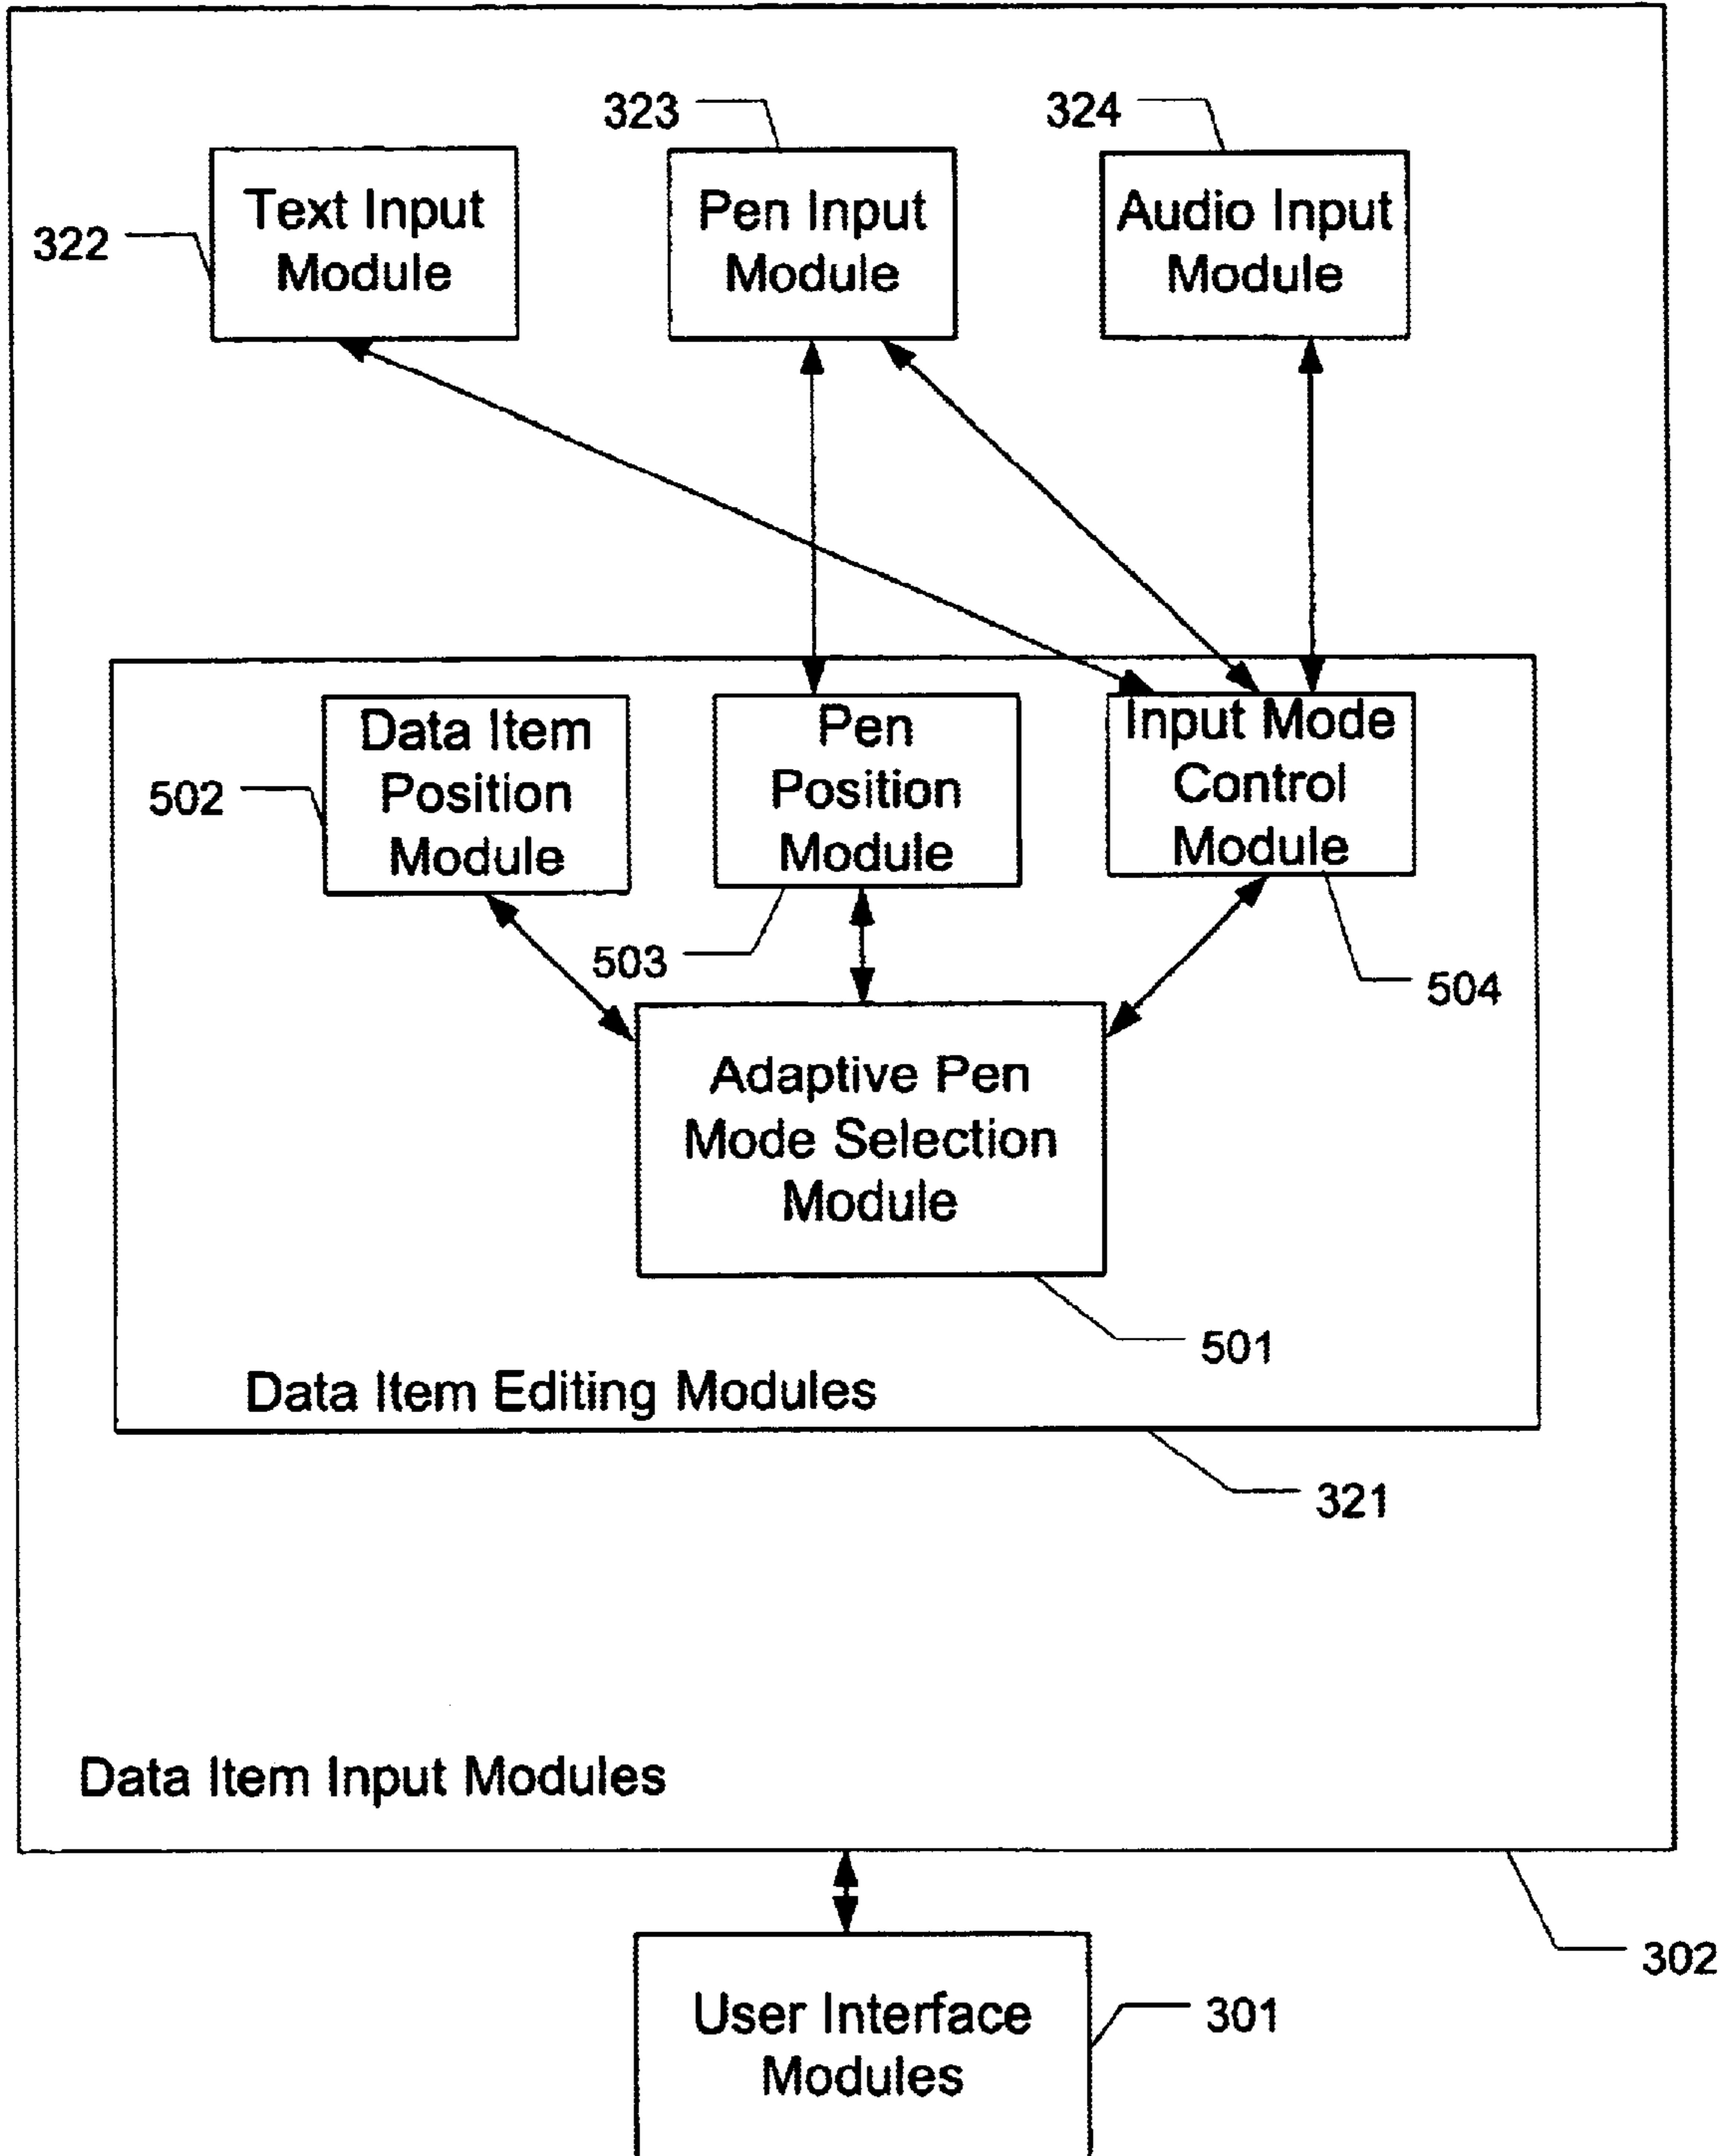 323
324
322
Text Input
Module
Pen Input
Module
Audio Input
Module
502
Data Item
Position
Module
Pen
Position
Module
Input Mode
Control
Module
503
504
Adaptive Pen
Mode Selection
Module
501
Data Item Editing Modules
321
Data Item Input Modules
302
User Interface
Modules
301